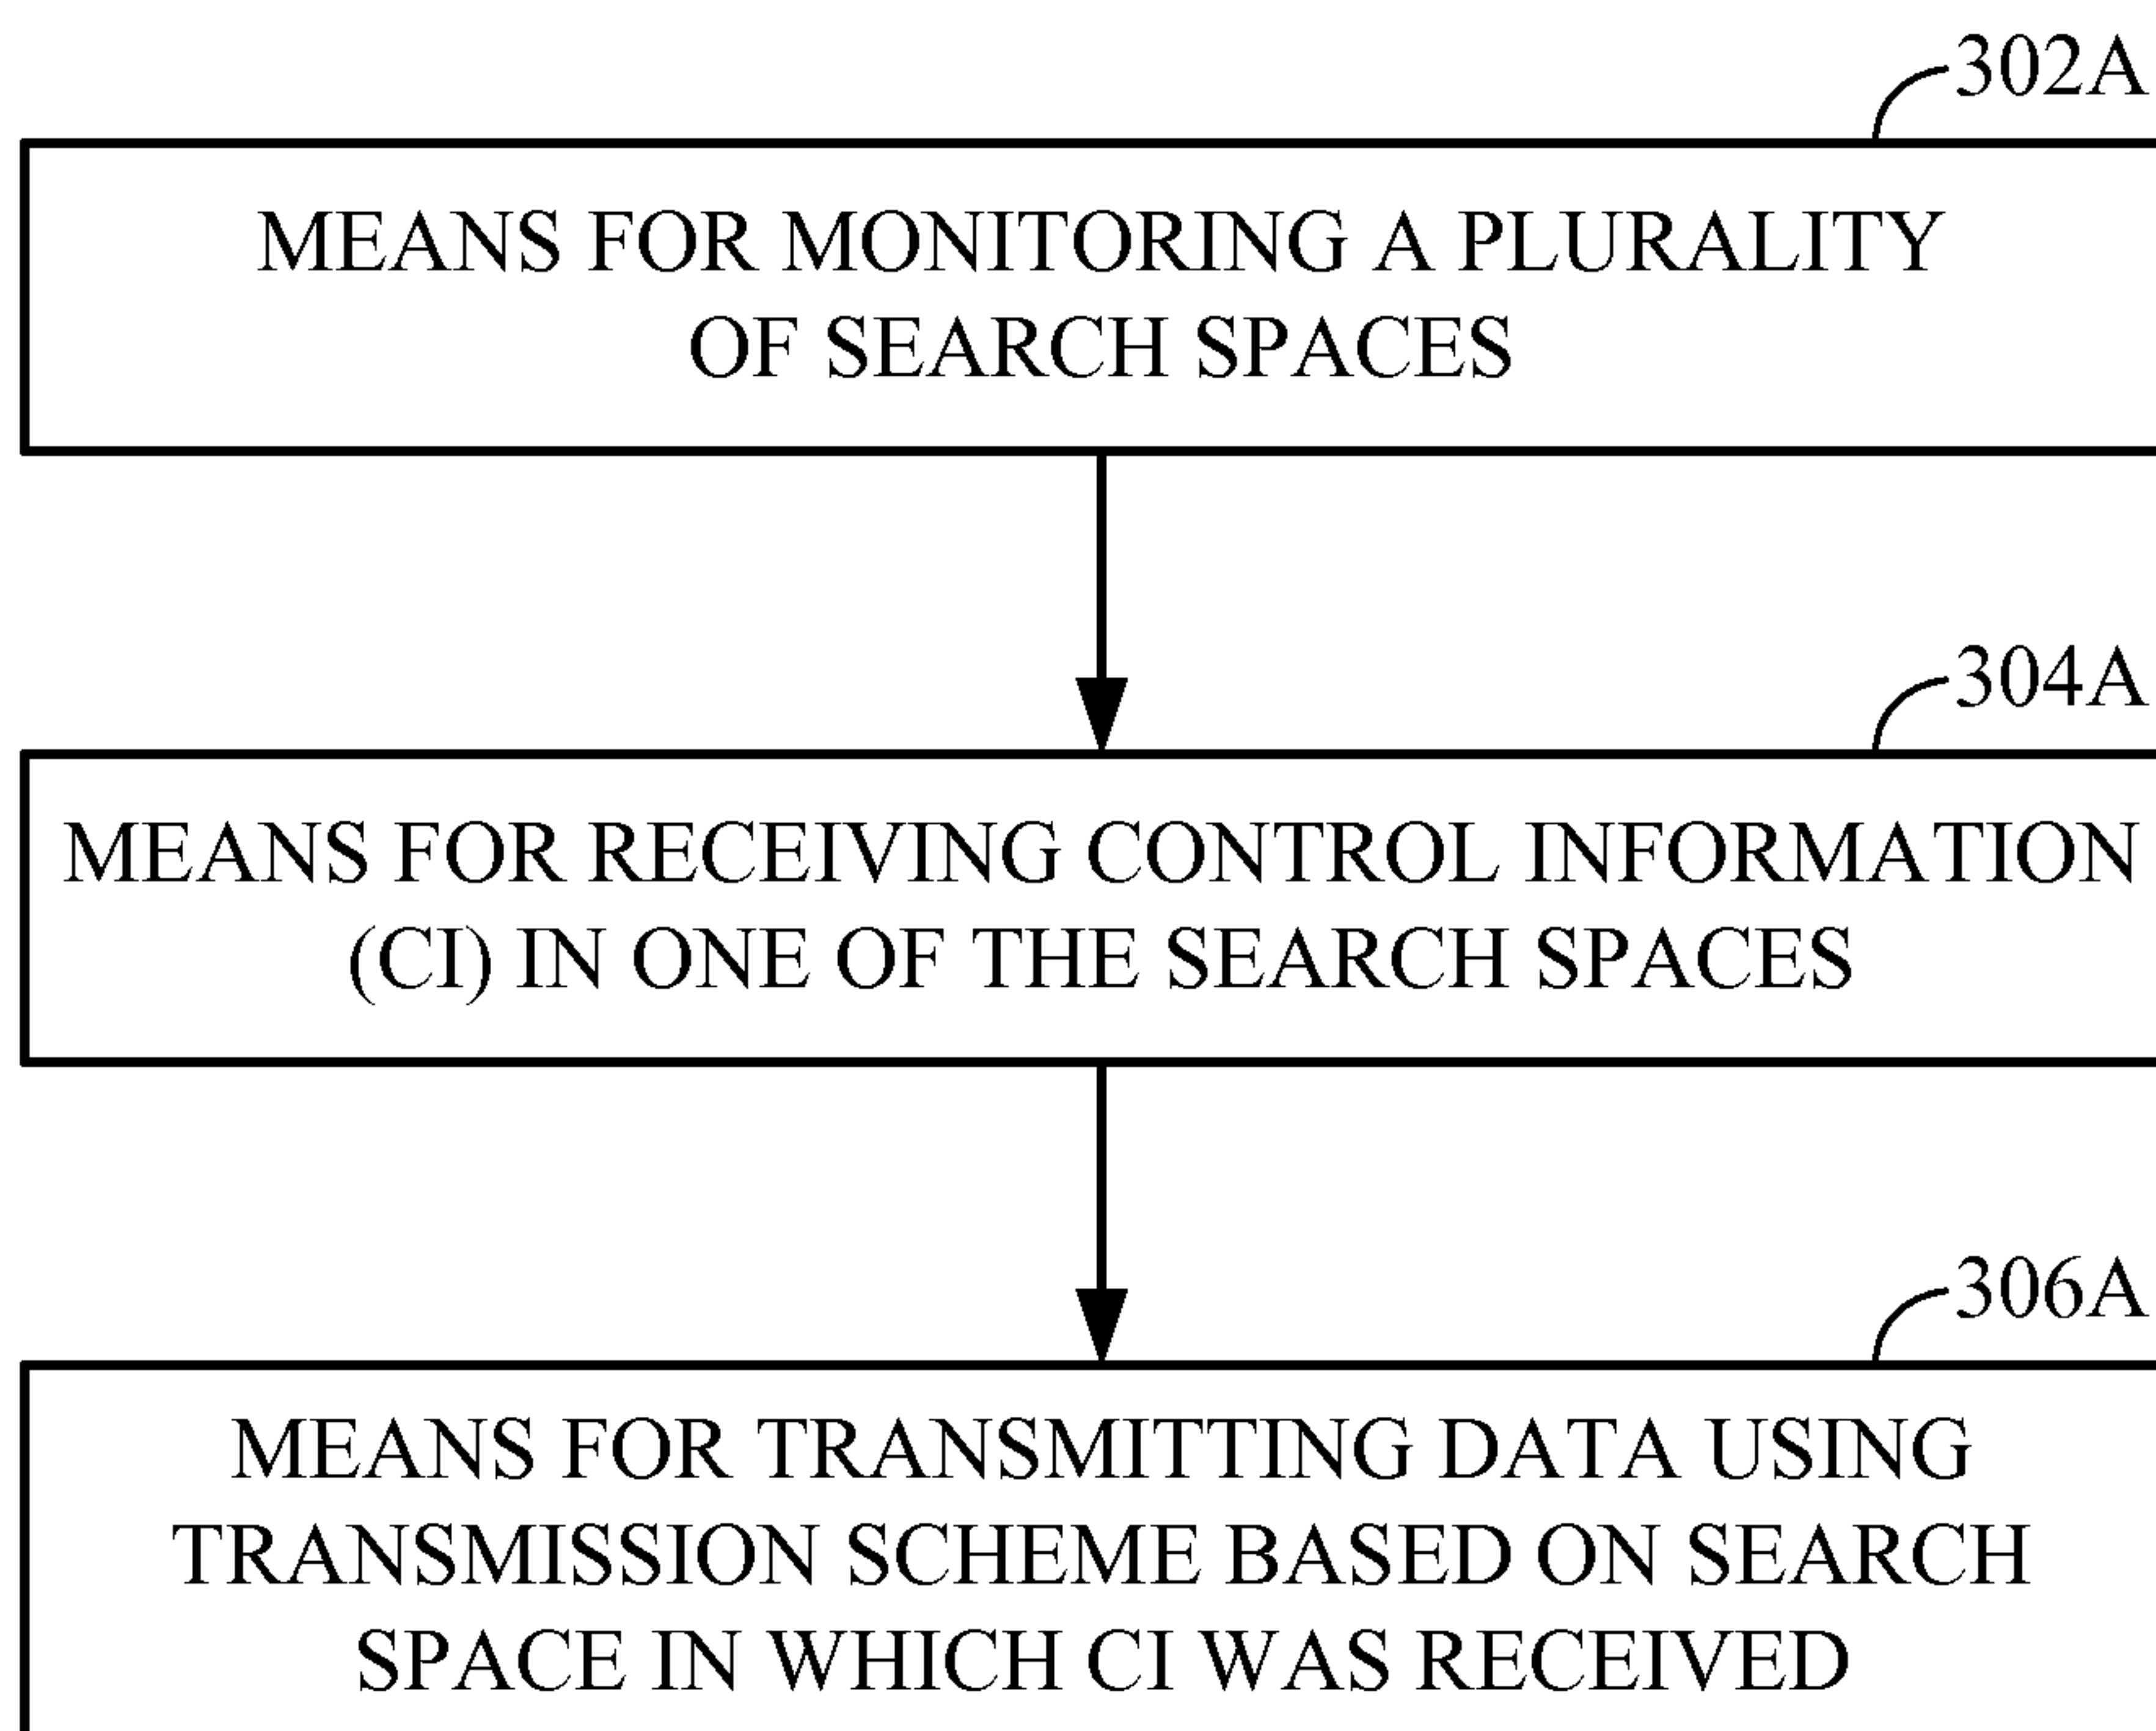 302A
MEANS FOR MONITORING A PLURALITY
OF SEARCH SPACES
304A
MEANS FOR RECEIVING CONTROL INFORMATION
(CI) IN ONE OF THE SEARCH SPACES
306A
MEANS FOR TRANSMITTING DATA USING
TRANSMISSION SCHEME BASED ON SEARCH
SPACE IN WHICH CI WAS RECEIVED